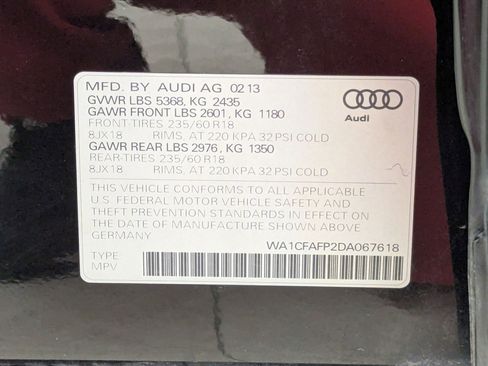 MFD. BY AUDI AG 02 13
GVWR LBS 5368, KG 2435
GAWR FRONT LBS 2601, KG 1180
FRONT-TIRES 235/60 R18
8JX18 RIMS, AT 220 KPA 32 PSI COLD
GAWR REAR LBS 2976, KG 1350
REAR-TIRES 235/60 R18
8JX18 RIMS, AT 220 KPA 32 PSI COLD
THIS VEHICLE CONFORMS TO ALL APPLICABLE
U.S. FEDERAL MOTOR VEHICLE SAFETY AND
THEFT PREVENTION STANDARDS IN EFFECT ON
THE DATE OF MANUFACTURE SHOWN ABOVE
GERMANY
WA1CFAFP2DA067618
TYPE:
MPV
Audi